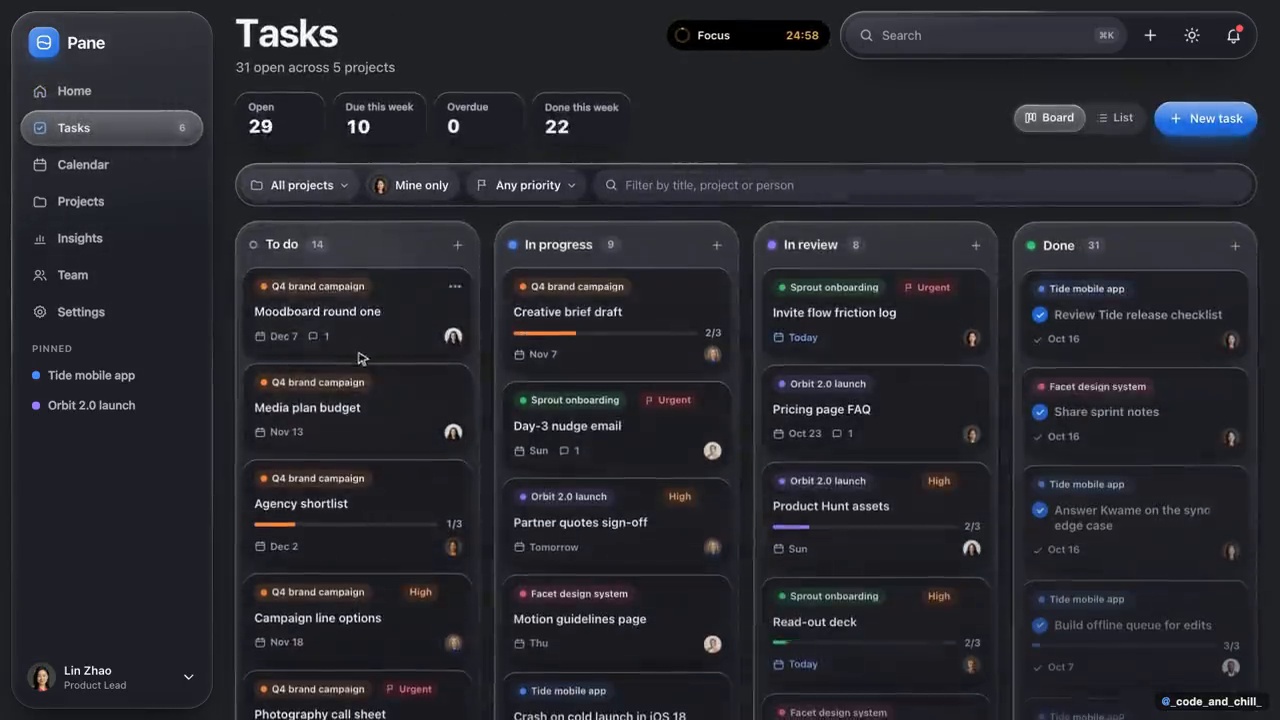 Pane
Home
Tasks 6
Calendar
Projects
Insights
Team
Settings
PINNED
Tide mobile app
Orbit 2.0 launch
Lin Zhao
Product Lead
Tasks
31 open across 5 projects
Focus 24:58
Search ⌘K
Open
29
Due this week
10
Overdue
0
Done this week
22
Board
List
+ New task
All projects
Mine only
Any priority
Filter by title, project or person
To do 14 +
Q4 brand campaign
Moodboard round one
Dec 7 1
Q4 brand campaign
Media plan budget
Nov 13
Q4 brand campaign
Agency shortlist
1/3
Dec 2
Q4 brand campaign High
Campaign line options
Nov 18
Q4 brand campaign Urgent
Photography call sheet
In progress 9 +
Q4 brand campaign
Creative brief draft
2/3
Nov 7
Sprout onboarding Urgent
Day-3 nudge email
Sun 1
Orbit 2.0 launch High
Partner quotes sign-off
Tomorrow
Facet design system
Motion guidelines page
Thu
Tide mobile app
Crash on cold launch in iOS 18
In review 8 +
Sprout onboarding Urgent
Invite flow friction log
Today
Orbit 2.0 launch
Pricing page FAQ
Oct 23 1
Orbit 2.0 launch High
Product Hunt assets
2/3
Sun
Sprout onboarding High
Read-out deck
2/3
Today
Facet design system
Done 31 +
Tide mobile app
Review Tide release checklist
Oct 16
Facet design system
Share sprint notes
Oct 16
Tide mobile app
Answer Kwame on the sync
edge case
Oct 16
Tide mobile app
Build offline queue for edits
3/3
Oct 7
Tide mobile app
@_code_and_chill_